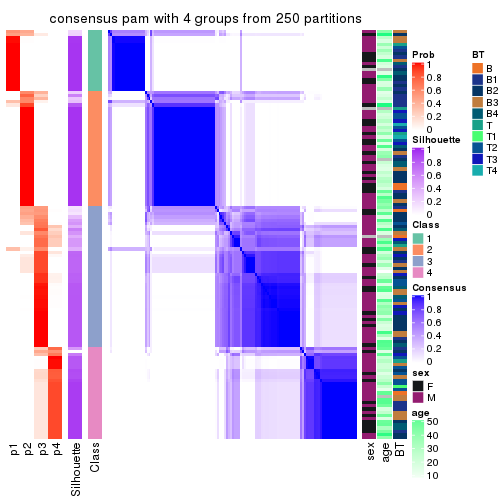 consensus pam with 4 groups from 250 partitions
Prob
1
0.8
0.6
0.4
0.2
0
Silhouette
1
0.8
0.6
0.4
0.2
0
Class
1
2
3
4
Consensus
1
0.8
0.6
0.4
0.2
0
sex
F
M
age
50
40
30
20
10
BT
B
B1
B2
B3
B4
T
T1
T2
T3
T4
p1
p2
p3
p4
Silhouette
Class
sex
age
BT